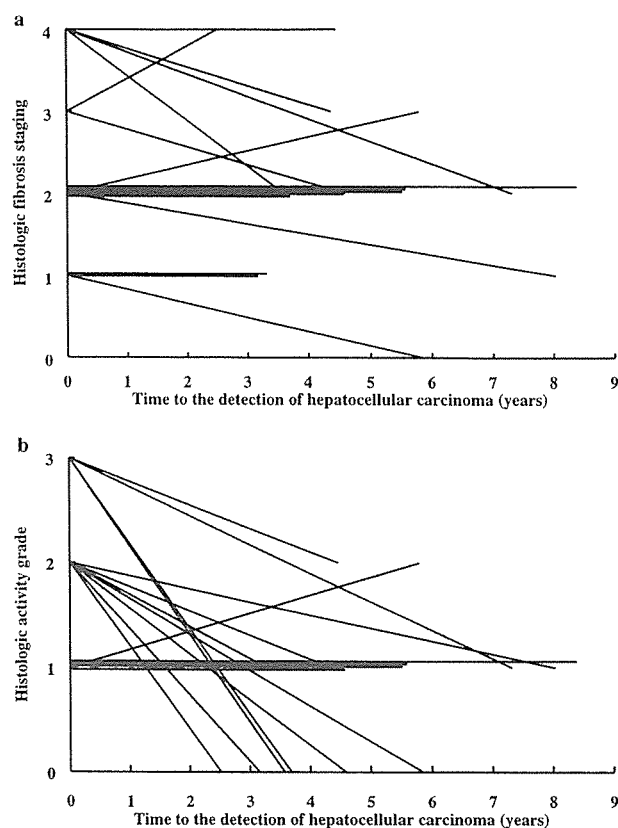 a
Histologic fibrosis staging
4
3
2
1
0
0 1 2 3 4 5 6 7 8 9
Time to the detection of hepatocellular carcinoma (years)
b
Histologic activity grade
3
2
1
0
0 1 2 3 4 5 6 7 8 9
Time to the detection of hepatocellular carcinoma (years)